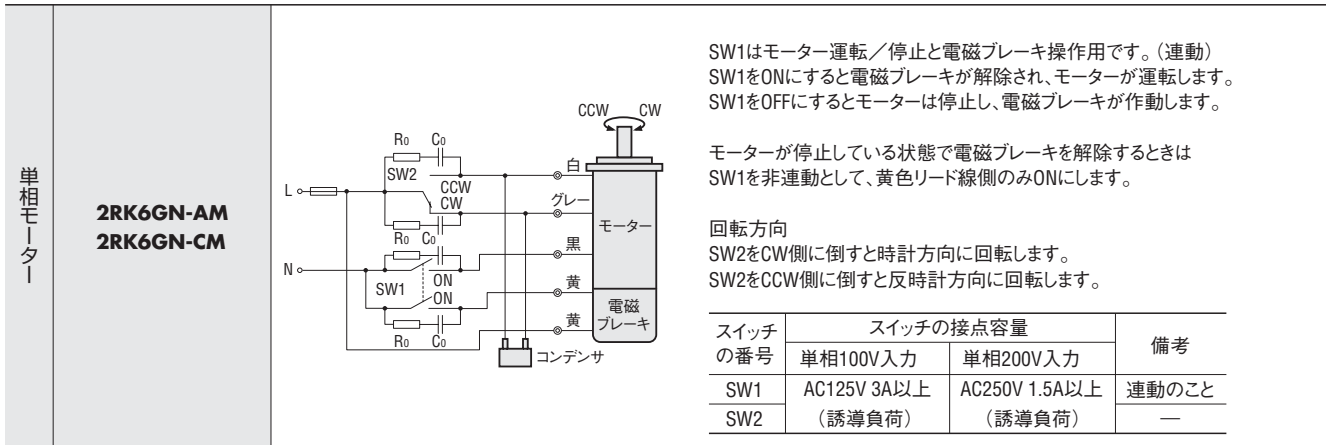 単相モーター
2RK6GN-AM
2RK6GN-CM
CCW CW
R0 C0
SW2
CCW
CW
L
R0 C0
N
R0 C0
SW1
ON
ON
R0 C0
白
グレー
黒
黄
黄
モーター
電磁
ブレーキ
コンデンサ
SW1はモーター運転／停止と電磁ブレーキ操作用です。（連動）
SW1をONにすると電磁ブレーキが解除され、モーターが運転します。
SW1をOFFにするとモーターは停止し、電磁ブレーキが作動します。
モーターが停止している状態で電磁ブレーキを解除するときは
SW1を非連動として、黄色リード線側のみONにします。
回転方向
SW2をCW側に倒すと時計方向に回転します。
SW2をCCW側に倒すと反時計方向に回転します。
スイッチ
の番号
スイッチの接点容量
備考
単相100V入力 単相200V入力
SW1 AC125V 3A以上 AC250V 1.5A以上 連動のこと
SW2 （誘導負荷） （誘導負荷） —